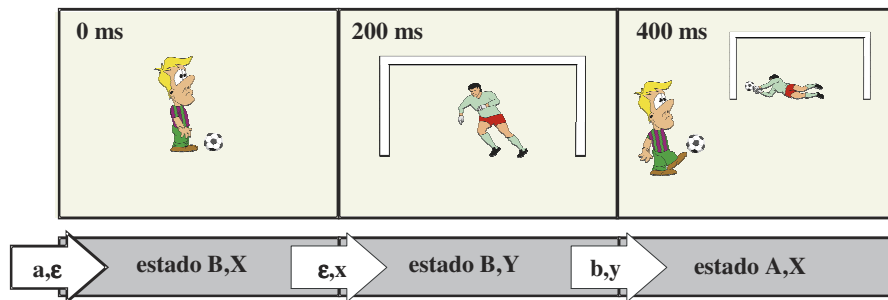 0 ms
200 ms
400 ms
a,ε
estado B,X
ε,x
estado B,Y
b,y
estado A,X